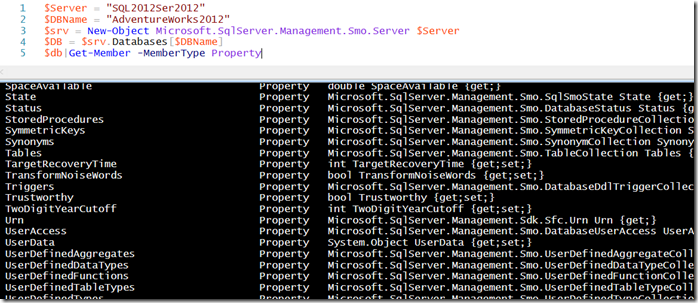 1 $Server = "SQL2012Ser2012"
2 $DBName = "AdventureWorks2012"
3 $srv = New-Object Microsoft.SqlServer.Management.Smo.Server $Server
4 $DB = $srv.Databases[$DBName]
5 $db|Get-Member -MemberType Property
SpaceAvailable Property double SpaceAvailable {get;}
State Property Microsoft.SqlServer.Management.Smo.SqlSmoState State {get;}
Status Property Microsoft.SqlServer.Management.Smo.DatabaseStatus Status {g
StoredProcedures Property Microsoft.SqlServer.Management.Smo.StoredProcedureCollection
SymmetricKeys Property Microsoft.SqlServer.Management.Smo.SymmetricKeyCollection S
Synonyms Property Microsoft.SqlServer.Management.Smo.SynonymCollection Synonym
Tables Property Microsoft.SqlServer.Management.Smo.TableCollection Tables {
TargetRecoveryTime Property int TargetRecoveryTime {get;set;}
TransformNoiseWords Property bool TransformNoiseWords {get;set;}
Triggers Property Microsoft.SqlServer.Management.Smo.DatabaseDdlTriggerCollec
Trustworthy Property bool Trustworthy {get;set;}
TwoDigitYearCutoff Property int TwoDigitYearCutoff {get;set;}
Urn Property Microsoft.SqlServer.Management.Sdk.Sfc.Urn Urn {get;}
UserAccess Property Microsoft.SqlServer.Management.Smo.DatabaseUserAccess UserA
UserData Property System.Object UserData {get;set;}
UserDefinedAggregates Property Microsoft.SqlServer.Management.Smo.UserDefinedAggregateColl
UserDefinedDataTypes Property Microsoft.SqlServer.Management.Smo.UserDefinedDataTypeColle
UserDefinedFunctions Property Microsoft.SqlServer.Management.Smo.UserDefinedFunctionColle
UserDefinedTableTypes Property Microsoft.SqlServer.Management.Smo.UserDefinedTableTypeColl
UserDefinedTypes Property Microsoft.SqlServer.Management.Smo.UserDefinedTypeCollectio